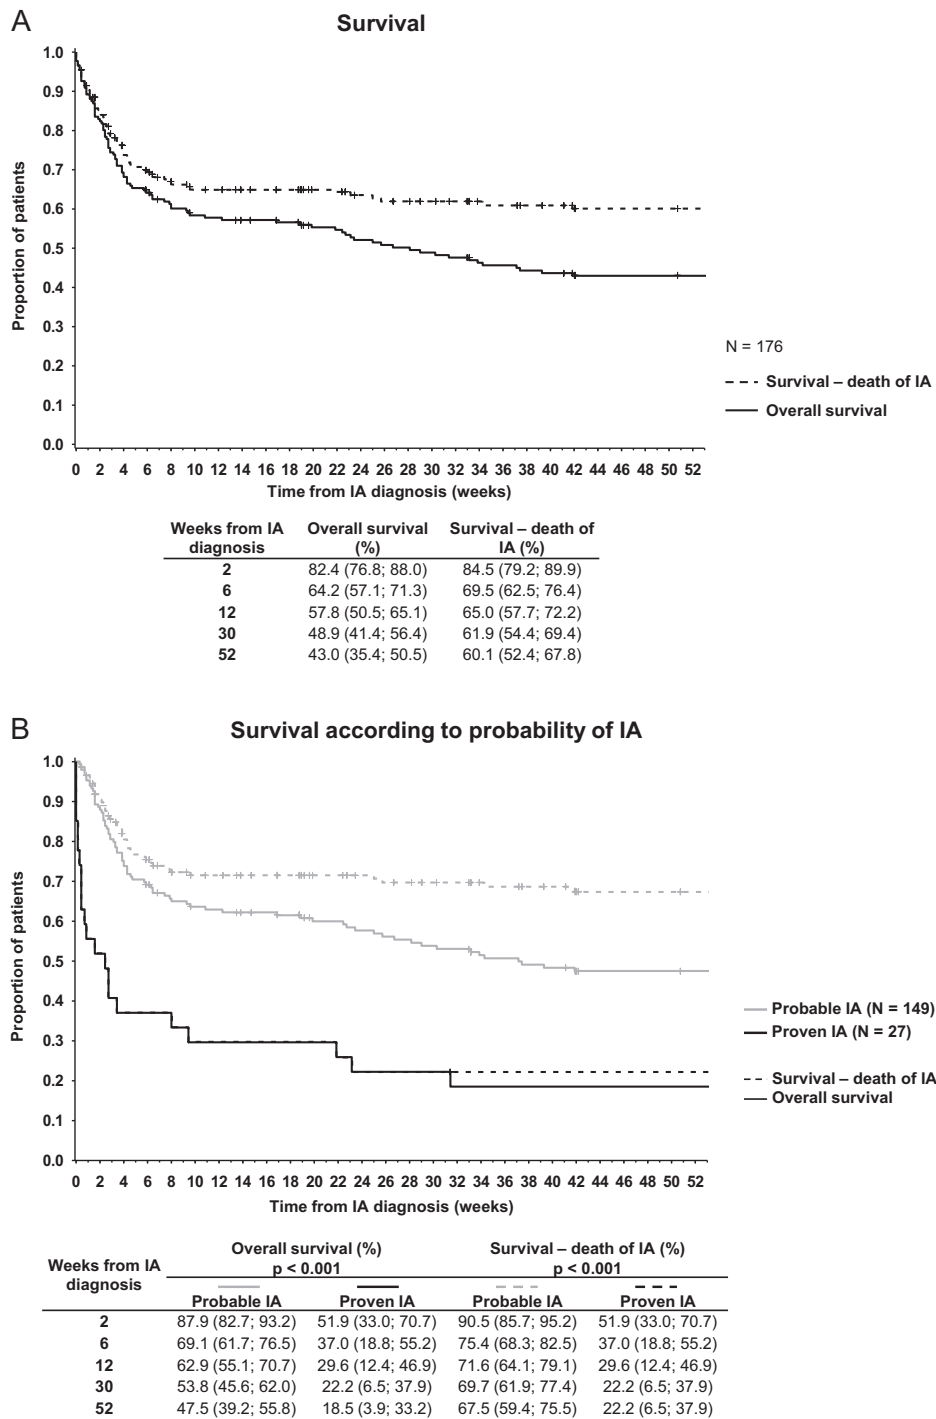 A
Survival
1.0
0.9
0.8
0.7
0.6
0.5
0.4
0.3
0.2
0.1
0.0
Proportion of patients
0 2 4 6 8 10 12 14 16 18 20 22 24 26 28 30 32 34 36 38 40 42 44 46 48 50 52
Time from IA diagnosis (weeks)
N = 176
Survival – death of IA
Overall survival
Weeks from IA diagnosis Overall survival (%) Survival – death of IA (%)
2 82.4 (76.8; 88.0) 84.5 (79.2; 89.9)
6 64.2 (57.1; 71.3) 69.5 (62.5; 76.4)
12 57.8 (50.5; 65.1) 65.0 (57.7; 72.2)
30 48.9 (41.4; 56.4) 61.9 (54.4; 69.4)
52 43.0 (35.4; 50.5) 60.1 (52.4; 67.8)
B
Survival according to probability of IA
1.0
0.9
0.8
0.7
0.6
0.5
0.4
0.3
0.2
0.1
0.0
Proportion of patients
0 2 4 6 8 10 12 14 16 18 20 22 24 26 28 30 32 34 36 38 40 42 44 46 48 50 52
Time from IA diagnosis (weeks)
Probable IA (N = 149)
Proven IA (N = 27)
Survival – death of IA
Overall survival
Weeks from IA diagnosis
Overall survival (%) Survival – death of IA (%)
p < 0.001 p < 0.001
Probable IA Proven IA Probable IA Proven IA
2 87.9 (82.7; 93.2) 51.9 (33.0; 70.7) 90.5 (85.7; 95.2) 51.9 (33.0; 70.7)
6 69.1 (61.7; 76.5) 37.0 (18.8; 55.2) 75.4 (68.3; 82.5) 37.0 (18.8; 55.2)
12 62.9 (55.1; 70.7) 29.6 (12.4; 46.9) 71.6 (64.1; 79.1) 29.6 (12.4; 46.9)
30 53.8 (45.6; 62.0) 22.2 (6.5; 37.9) 69.7 (61.9; 77.4) 22.2 (6.5; 37.9)
52 47.5 (39.2; 55.8) 18.5 (3.9; 33.2) 67.5 (59.4; 75.5) 22.2 (6.5; 37.9)